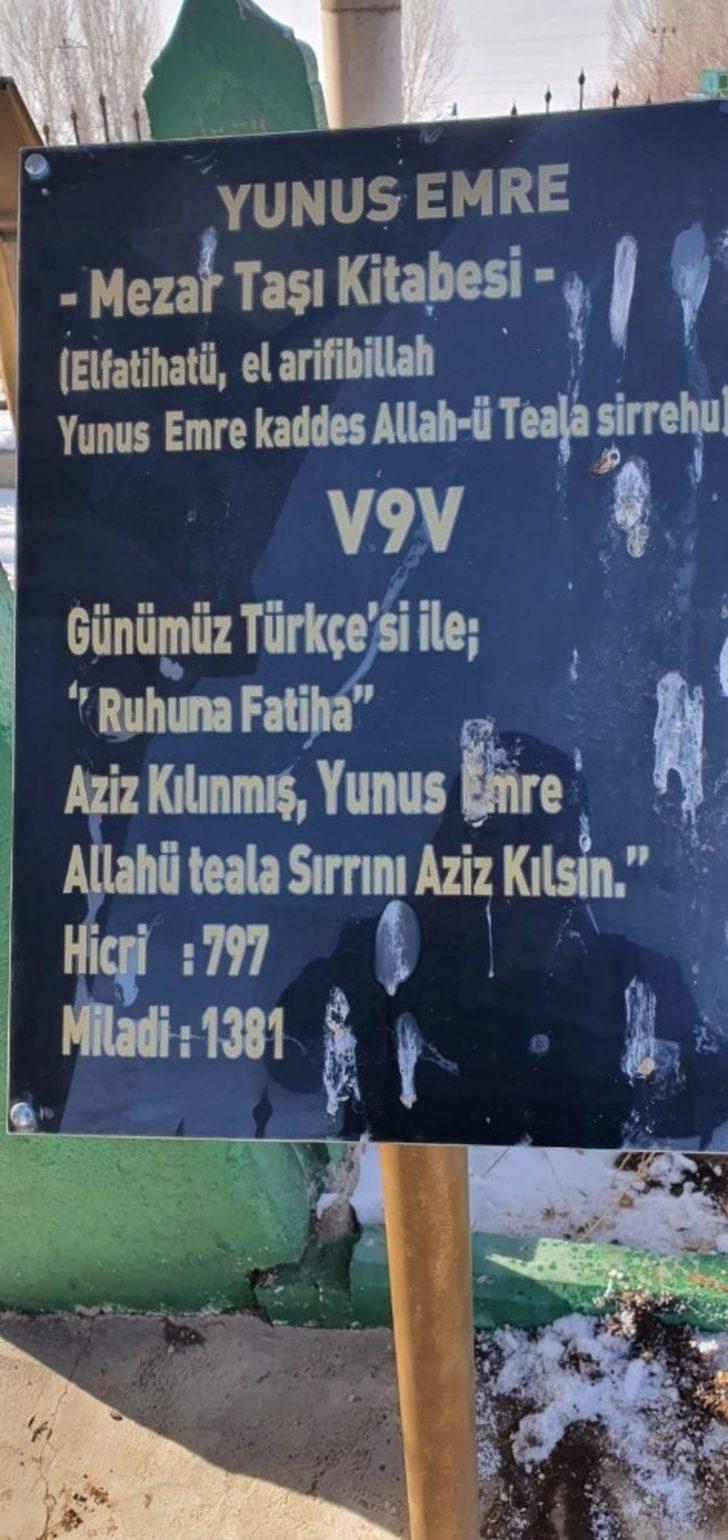 YUNUS EMRE
- Mezar Taşı Kitabesi -
(Elfatihatü, el arifibillah
Yunus Emre kaddes Allah-ü Teala sirrehu)
V9V
Günümüz Türkçe'si ile;
" Ruhuna Fatiha"
Aziz Kılınmış, Yunus Emre
Allahü teala Sırrını Aziz Kılsın."
Hicri : 797
Miladi : 1381